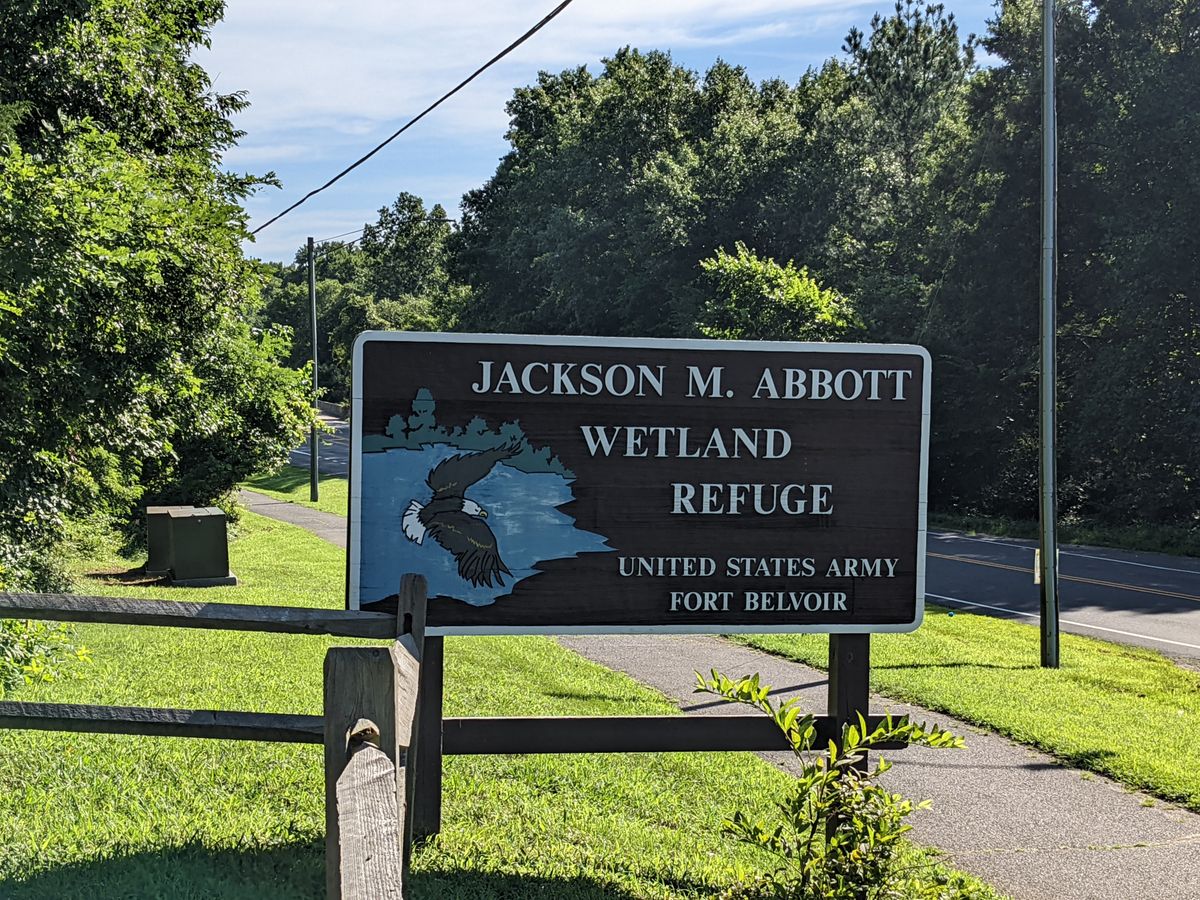 JACKSON M. ABBOTT
WETLAND
REFUGE
UNITED STATES ARMY
FORT BELVOIR